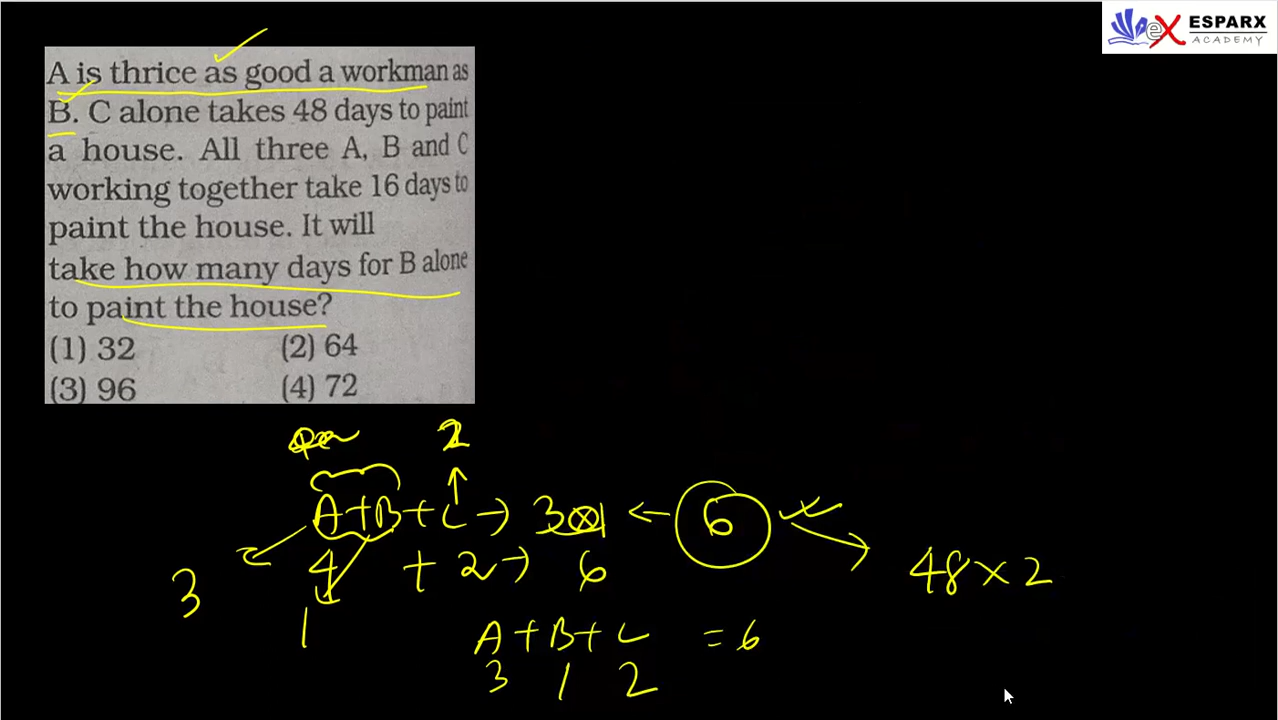 ESPARX
ACADEMY
A is thrice as good a workman as
B. C alone takes 48 days to paint
a house. All three A, B and C
working together take 16 days to
paint the house. It will
take how many days for B alone
to paint the house?
(1) 32 (2) 64
(3) 96 (4) 72
2
A+B+C → 3 ← 6
48×2
4 + 2 → 6
3
1
A+B+C = 6
3 1 2